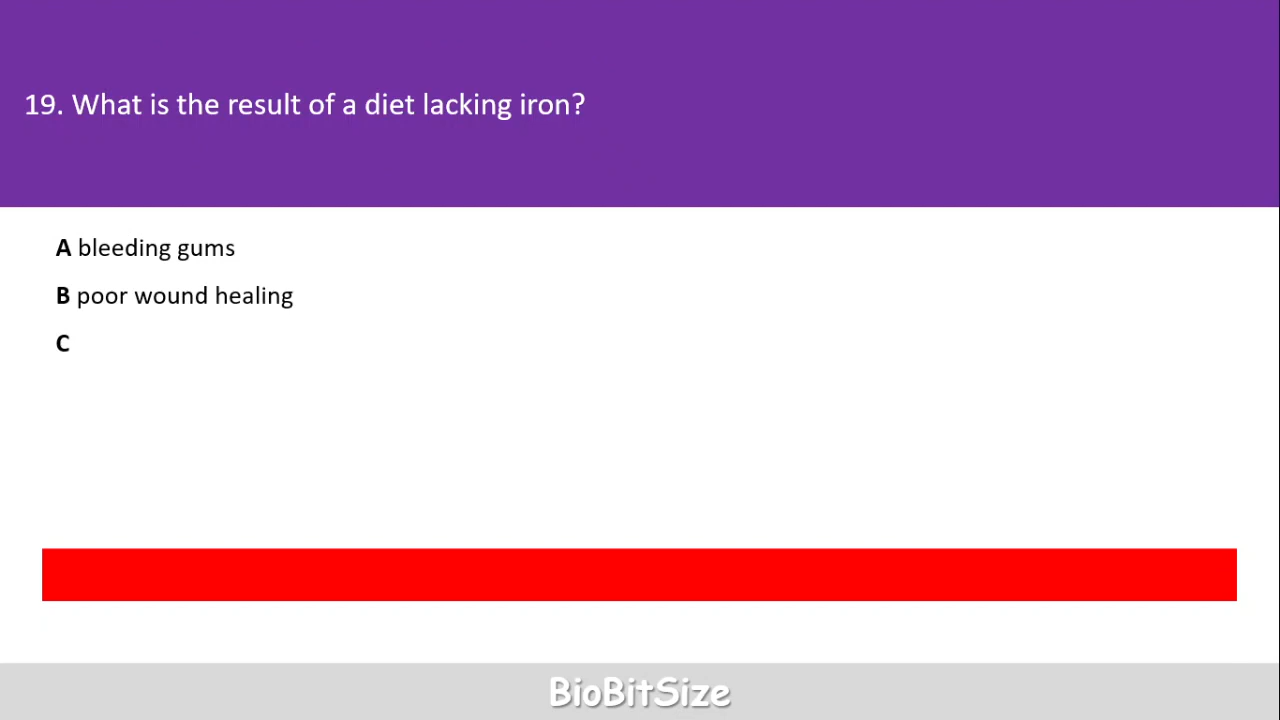 19. What is the result of a diet lacking iron?
A bleeding gums
B poor wound healing
C
BioBitSize